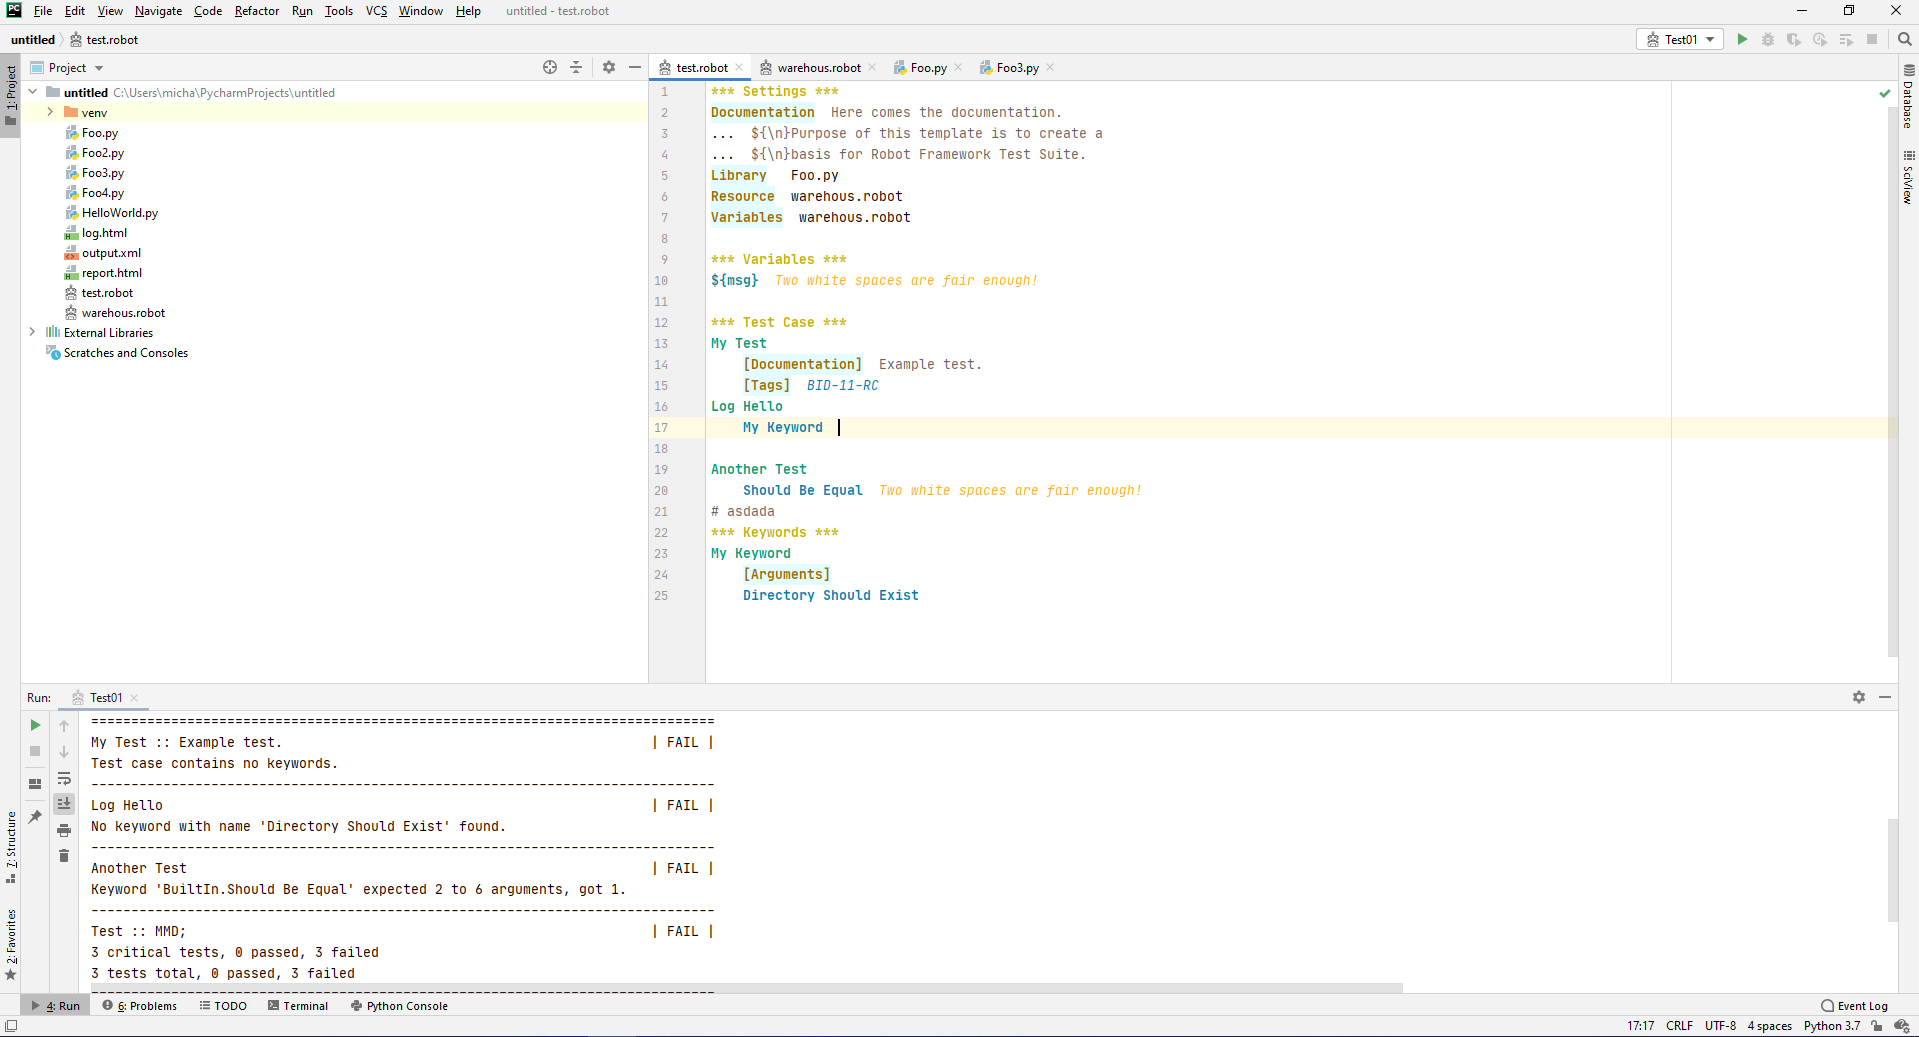 PC File Edit View Navigate Code Refactor Run Tools VCS Window Help untitled - test.robot
untitled test.robot Test01
Project
test.robot warehous.robot Foo.py Foo3.py
1: Project
untitled C:\Users\micha\PycharmProjects\untitled
venv
Foo.py
Foo2.py
Foo3.py
Foo4.py
HelloWorld.py
log.html
output.xml
report.html
test.robot
warehous.robot
External Libraries
Scratches and Consoles
1 *** Settings ***
2 Documentation  Here comes the documentation.
3 ...  ${\n}Purpose of this template is to create a
4 ...  ${\n}basis for Robot Framework Test Suite.
5 Library   Foo.py
6 Resource  warehous.robot
7 Variables  warehous.robot
8
9 *** Variables ***
10 ${msg}  Two white spaces are fair enough!
11
12 *** Test Case ***
13 My Test
14     [Documentation]  Example test.
15     [Tags]  BID-11-RC
16 Log Hello
17     My Keyword
18
19 Another Test
20     Should Be Equal  Two white spaces are fair enough!
21 # asdada
22 *** Keywords ***
23 My Keyword
24     [Arguments]
25     Directory Should Exist
Database
SciView
Run: Test01
==============================================================================
My Test :: Example test. | FAIL |
Test case contains no keywords.
------------------------------------------------------------------------------
Log Hello | FAIL |
No keyword with name 'Directory Should Exist' found.
------------------------------------------------------------------------------
Another Test | FAIL |
Keyword 'BuiltIn.Should Be Equal' expected 2 to 6 arguments, got 1.
------------------------------------------------------------------------------
Test :: MMD; | FAIL |
3 critical tests, 0 passed, 3 failed
3 tests total, 0 passed, 3 failed
7: Structure
2: Favorites
4: Run 6: Problems TODO Terminal Python Console Event Log
17:17 CRLF UTF-8 4 spaces Python 3.7